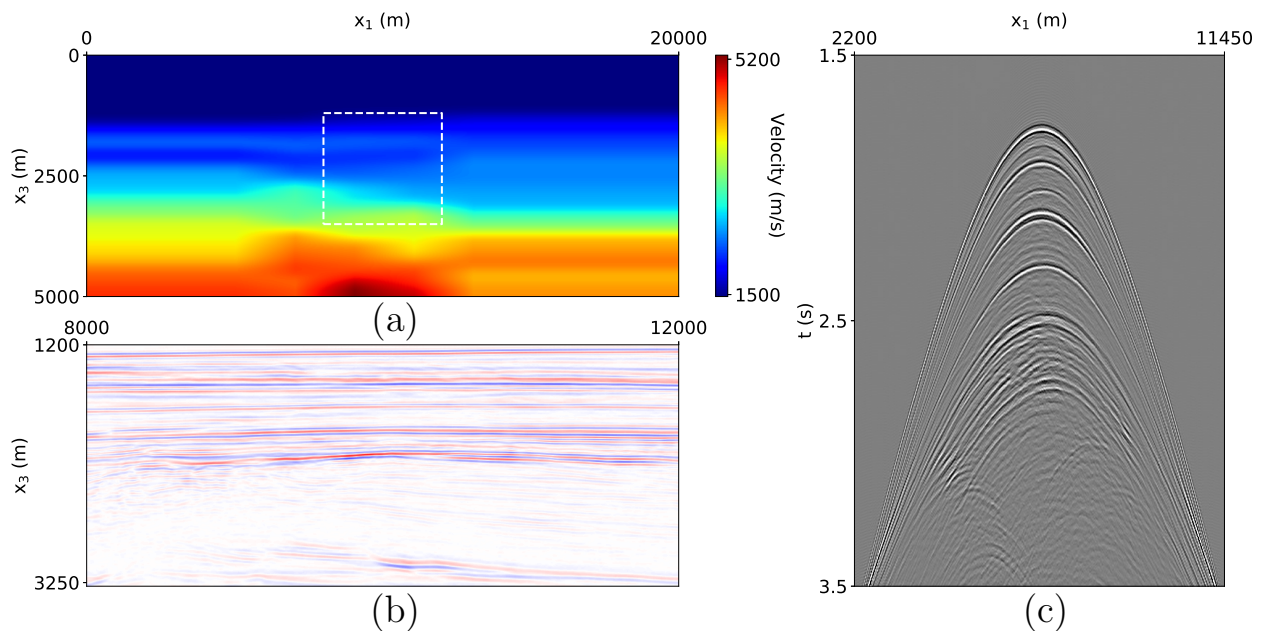 x₁ (m)
0
20000
0
2500
5000
x₃ (m)
5200
1500
Velocity (m/s)
(a)
8000
12000
1200
3250
x₃ (m)
(b)
x₁ (m)
2200
11450
1.5
2.5
3.5
t (s)
(c)